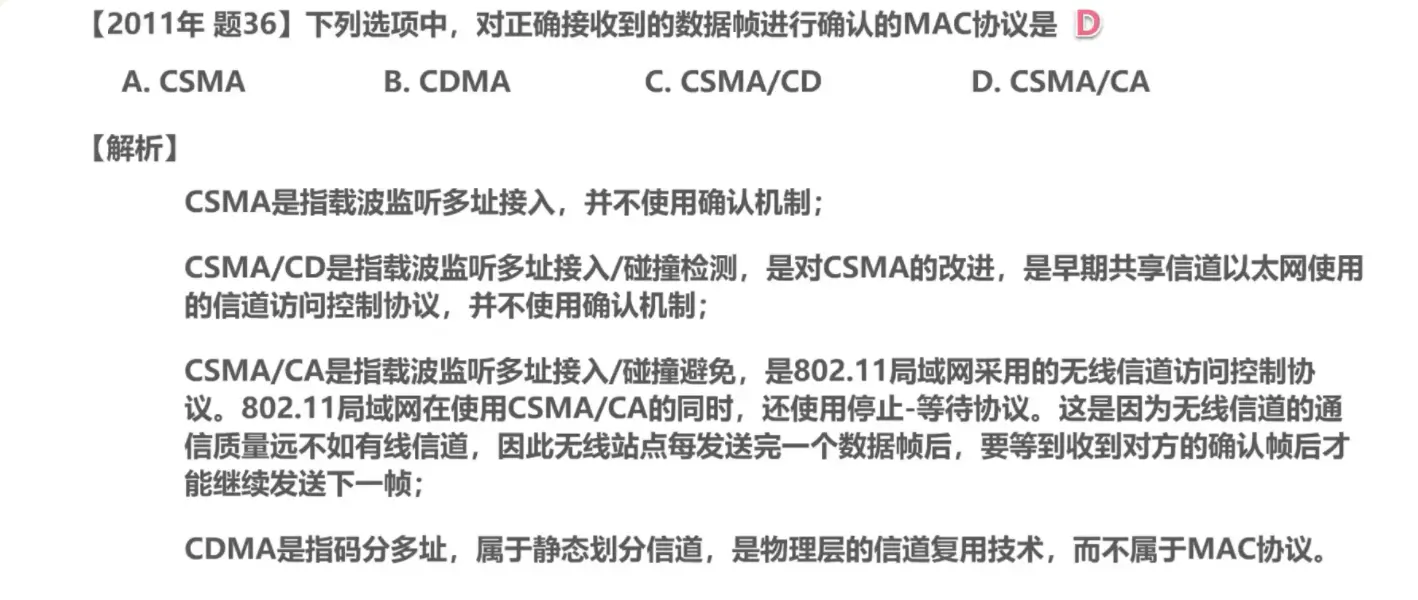 【2011年 题36】下列选项中，对正确接收到的数据帧进行确认的MAC协议是 D
A. CSMA B. CDMA C. CSMA/CD D. CSMA/CA
【解析】
CSMA是指载波监听多址接入，并不使用确认机制；
CSMA/CD是指载波监听多址接入/碰撞检测，是对CSMA的改进，是早期共享信道以太网使用
的信道访问控制协议，并不使用确认机制；
CSMA/CA是指载波监听多址接入/碰撞避免，是802.11局域网采用的无线信道访问控制协
议。802.11局域网在使用CSMA/CA的同时，还使用停止-等待协议。这是因为无线信道的通
信质量远不如有线信道，因此无线站点每发送完一个数据帧后，要等到收到对方的确认帧后才
能继续发送下一帧；
CDMA是指码分多址，属于静态划分信道，是物理层的信道复用技术，而不属于MAC协议。